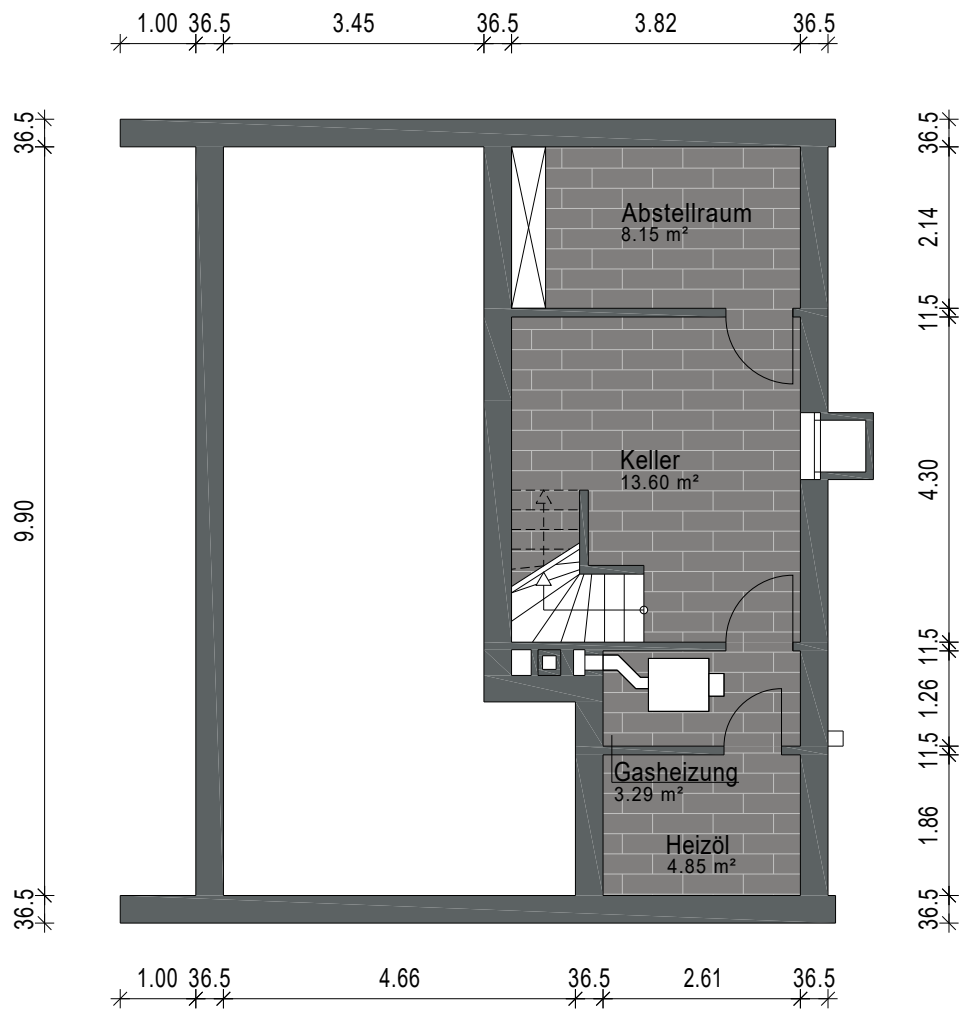 1.00 36.5 3.45 36.5 3.82 36.5
36.5
9.90
36.5
Abstellraum
8.15 m²
Keller
13.60 m²
Gasheizung
3.29 m²
Heizöl
4.85 m²
36.5
2.14
11.5
4.30
11.5
1.26
11.5
1.86
36.5
1.00 36.5 4.66 36.5 2.61 36.5